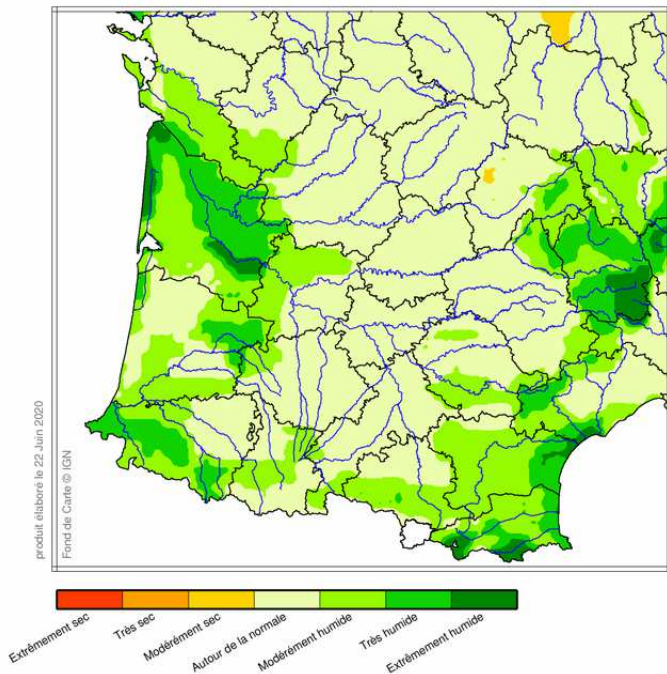 produit élaboré le 22 Juin 2020
Fond de Carte © IGN
Extrêmement sec
Très sec
Modérément sec
Autour de la normale
Modérément humide
Très humide
Extrêmement humide